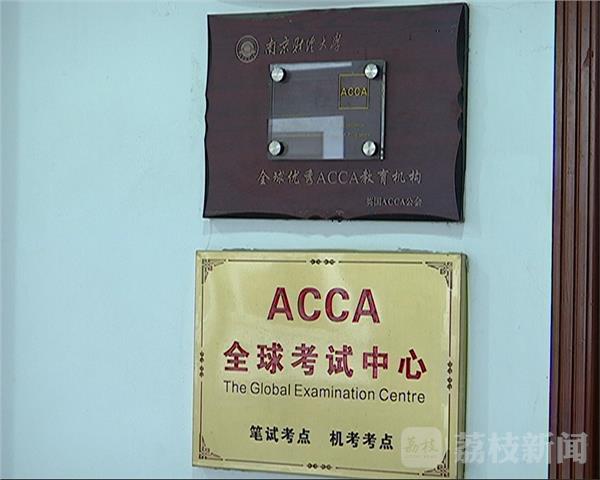 南京财经大学
ACCA
全球优秀ACCA教育机构
英国ACCA公会
ACCA
全球考试中心
The Global Examination Centre
笔试考点 机考考点
荔枝 荔枝新闻